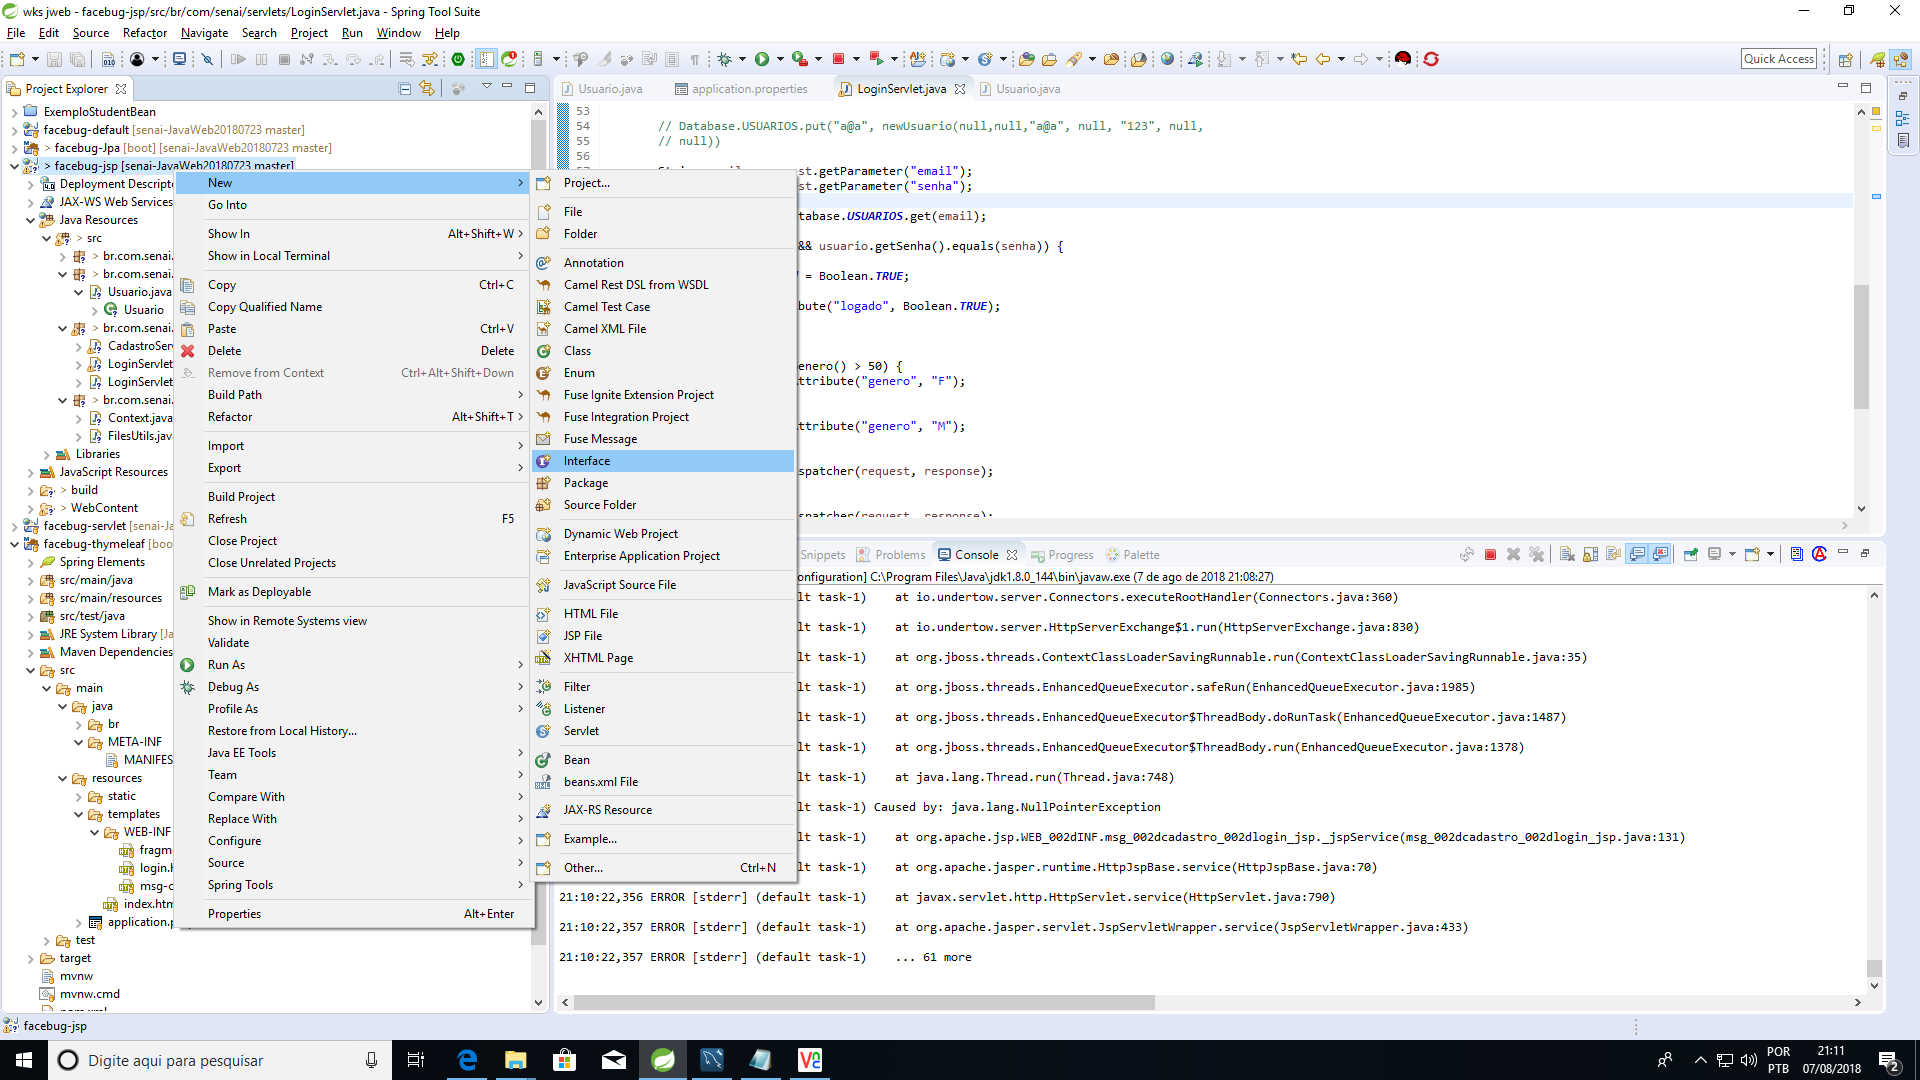 wks jweb - facebug-jsp/src/br/com/senai/servlets/LoginServlet.java - Spring Tool Suite
File Edit Source Refactor Navigate Search Project Run Window Help
Quick Access
Project Explorer
ExemploStudentBean
facebug-default [senai-JavaWeb20180723 master]
> facebug-Jpa [boot] [senai-JavaWeb20180723 master]
> facebug-jsp [senai-JavaWeb20180723 master]
Deployment Descript
JAX-WS Web Services
Java Resources
> src
> br.com.senai.
> br.com.senai.
Usuario.java
Usuario
> br.com.senai.
CadastroServ
LoginServlet
LoginServlet
> br.com.senai.
Context.java
FilesUtils.jav
Libraries
JavaScript Resources
> build
> WebContent
facebug-servlet [senai-Ja
facebug-thymeleaf [boo
Spring Elements
src/main/java
src/main/resources
src/test/java
JRE System Library [Ja
Maven Dependencies
src
main
java
br
META-INF
MANIFES
resources
static
templates
WEB-INF
fragm
login.h
msg-c
index.htm
application.p
test
target
mvnw
mvnw.cmd
New
Go Into
Show In Alt+Shift+W
Show in Local Terminal
Copy Ctrl+C
Copy Qualified Name
Paste Ctrl+V
Delete Delete
Remove from Context Ctrl+Alt+Shift+Down
Build Path
Refactor Alt+Shift+T
Import
Export
Build Project
Refresh F5
Close Project
Close Unrelated Projects
Mark as Deployable
Show in Remote Systems view
Validate
Run As
Debug As
Profile As
Restore from Local History...
Java EE Tools
Team
Compare With
Replace With
Configure
Source
Spring Tools
Properties Alt+Enter
Project...
File
Folder
Annotation
Camel Rest DSL from WSDL
Camel Test Case
Camel XML File
Class
Enum
Fuse Ignite Extension Project
Fuse Integration Project
Fuse Message
Interface
Package
Source Folder
Dynamic Web Project
Enterprise Application Project
JavaScript Source File
HTML File
JSP File
XHTML Page
Filter
Listener
Servlet
Bean
beans.xml File
JAX-RS Resource
Example...
Other... Ctrl+N
Usuario.java application.properties LoginServlet.java Usuario.java
53
54 // Database.USUARIOS.put("a@a", newUsuario(null,null,"a@a", null, "123", null,
55 // null))
56
st.getParameter("email");
st.getParameter("senha");
tabase.USUARIOS.get(email);
&& usuario.getSenha().equals(senha)) {
= Boolean.TRUE;
bute("logado", Boolean.TRUE);
enero() > 50) {
ttribute("genero", "F");
ttribute("genero", "M");
spatcher(request, response);
spatcher(request, response);
Snippets Problems Console Progress Palette
onfiguration] C:\Program Files\Java\jdk1.8.0_144\bin\javaw.exe (7 de ago de 2018 21:08:27)
lt task-1) at io.undertow.server.Connectors.executeRootHandler(Connectors.java:360)
lt task-1) at io.undertow.server.HttpServerExchange$1.run(HttpServerExchange.java:830)
lt task-1) at org.jboss.threads.ContextClassLoaderSavingRunnable.run(ContextClassLoaderSavingRunnable.java:35)
lt task-1) at org.jboss.threads.EnhancedQueueExecutor.safeRun(EnhancedQueueExecutor.java:1985)
lt task-1) at org.jboss.threads.EnhancedQueueExecutor$ThreadBody.doRunTask(EnhancedQueueExecutor.java:1487)
lt task-1) at org.jboss.threads.EnhancedQueueExecutor$ThreadBody.run(EnhancedQueueExecutor.java:1378)
lt task-1) at java.lang.Thread.run(Thread.java:748)
lt task-1) Caused by: java.lang.NullPointerException
lt task-1) at org.apache.jsp.WEB_002dINF.msg_002dcadastro_002dlogin_jsp._jspService(msg_002dcadastro_002dlogin_jsp.java:131)
lt task-1) at org.apache.jasper.runtime.HttpJspBase.service(HttpJspBase.java:70)
21:10:22,356 ERROR [stderr] (default task-1) at javax.servlet.http.HttpServlet.service(HttpServlet.java:790)
21:10:22,357 ERROR [stderr] (default task-1) at org.apache.jasper.servlet.JspServletWrapper.service(JspServletWrapper.java:433)
21:10:22,357 ERROR [stderr] (default task-1) ... 61 more
facebug-jsp
Digite aqui para pesquisar
POR
PTB
21:11
07/08/2018
2